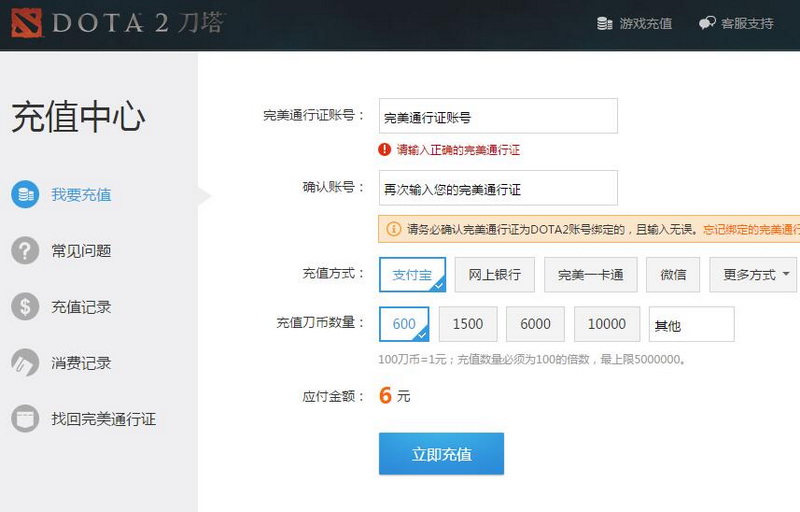 DOTA 2 刀塔
游戏充值
客服支持
充值中心
我要充值
常见问题
充值记录
消费记录
找回完美通行证
完美通行证账号：
完美通行证账号
请输入正确的完美通行证
确认账号：
再次输入您的完美通行证
请务必确认完美通行证为DOTA2账号绑定的，且输入无误。忘记绑定的完美通行
充值方式：
支付宝
网上银行
完美一卡通
微信
更多方式
充值刀币数量：
600
1500
6000
10000
其他
100刀币=1元；充值数量必须为100的倍数，最上限5000000。
应付金额：
6 元
立即充值